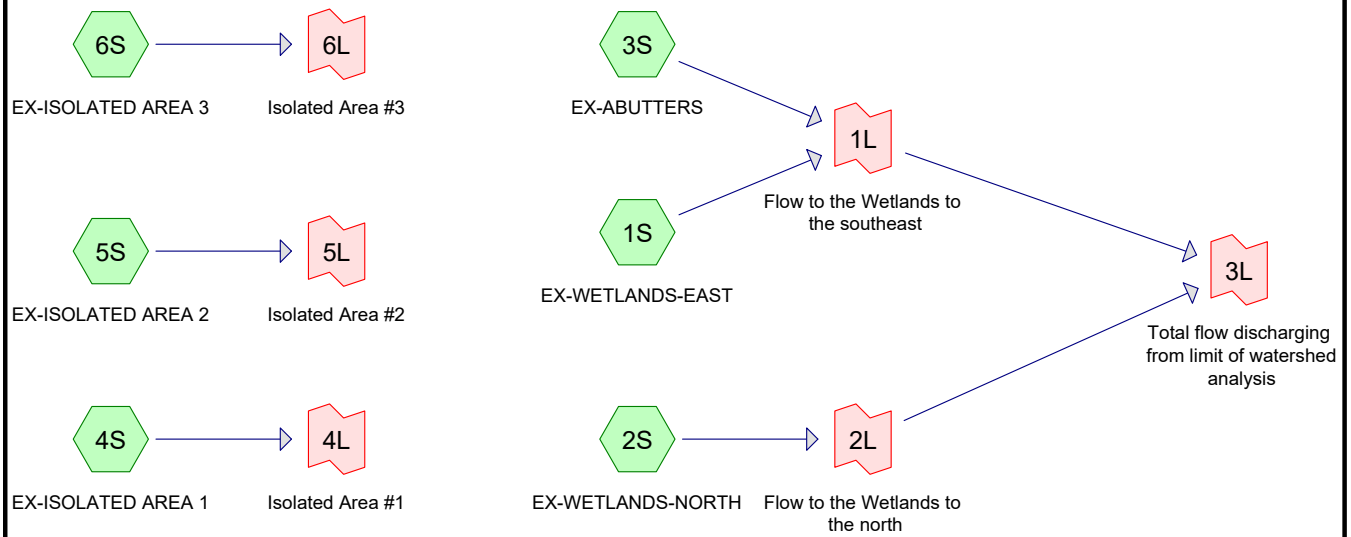 6S
6L
EX-ISOLATED AREA 3
Isolated Area #3
5S
5L
EX-ISOLATED AREA 2
Isolated Area #2
4S
4L
EX-ISOLATED AREA 1
Isolated Area #1
3S
EX-ABUTTERS
1S
EX-WETLANDS-EAST
1L
Flow to the Wetlands to
the southeast
2S
EX-WETLANDS-NORTH
2L
Flow to the Wetlands to
the north
3L
Total flow discharging
from limit of watershed
analysis